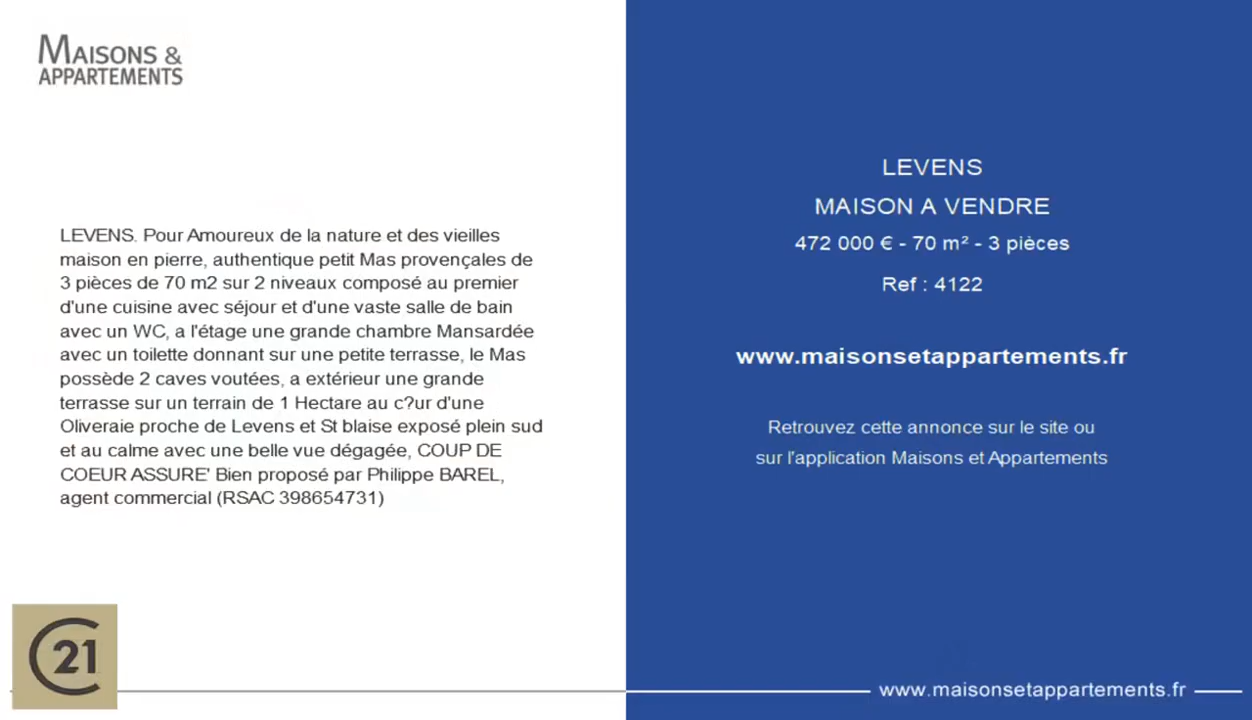 MAISONS &
APPARTEMENTS
LEVENS. Pour Amoureux de la nature et des vieilles
maison en pierre, authentique petit Mas provençales de
3 pièces de 70 m2 sur 2 niveaux composé au premier
d'une cuisine avec séjour et d'une vaste salle de bain
avec un WC, a l'étage une grande chambre Mansardée
avec un toilette donnant sur une petite terrasse, le Mas
possède 2 caves voutées, a extérieur une grande
terrasse sur un terrain de 1 Hectare au c?ur d'une
Oliveraie proche de Levens et St blaise exposé plein sud
et au calme avec une belle vue dégagée, COUP DE
COEUR ASSURE' Bien proposé par Philippe BAREL,
agent commercial (RSAC 398654731)
C21
LEVENS
MAISON A VENDRE
472 000 € - 70 m² - 3 pièces
Ref : 4122
www.maisonsetappartements.fr
Retrouvez cette annonce sur le site ou
sur l'application Maisons et Appartements
www.maisonsetappartements.fr